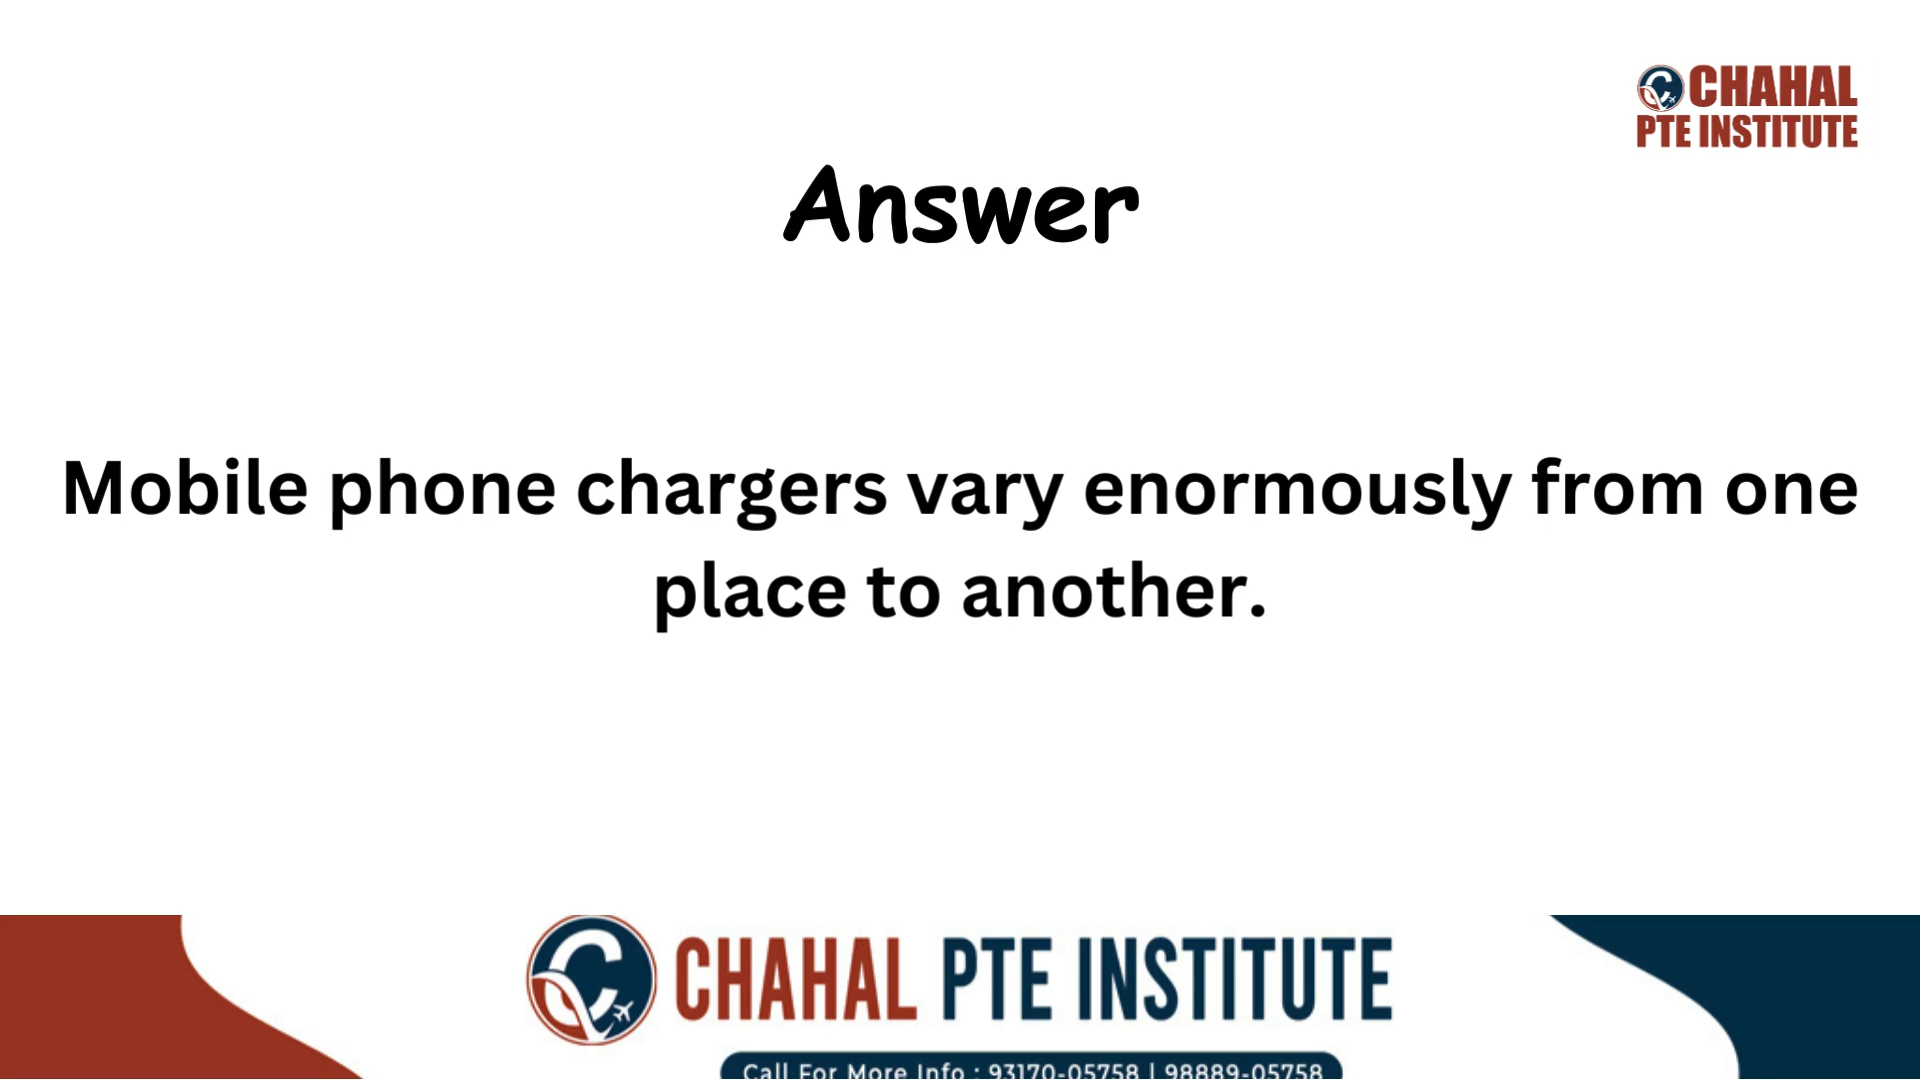 CHAHAL
PTE INSTITUTE
Answer
Mobile phone chargers vary enormously from one
place to another.
CHAHAL PTE INSTITUTE
Call For More Info : 93170-05758 | 98889-05758